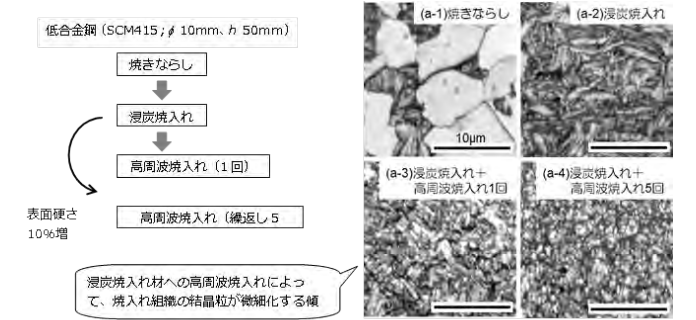 低合金鋼（SCM415；φ 10mm、h 50mm）
焼きならし
浸炭焼入れ
高周波焼入れ（1回）
高周波焼入れ（繰返し5
表面硬さ
10%増
浸炭焼入れ材への高周波焼入れによっ
て、焼入れ組織の結晶粒が微細化する傾
(a-1)焼きならし
10μm
(a-2)浸炭焼入れ
(a-3)浸炭焼入れ＋
高周波焼入れ1回
(a-4)浸炭焼入れ＋
高周波焼入れ5回